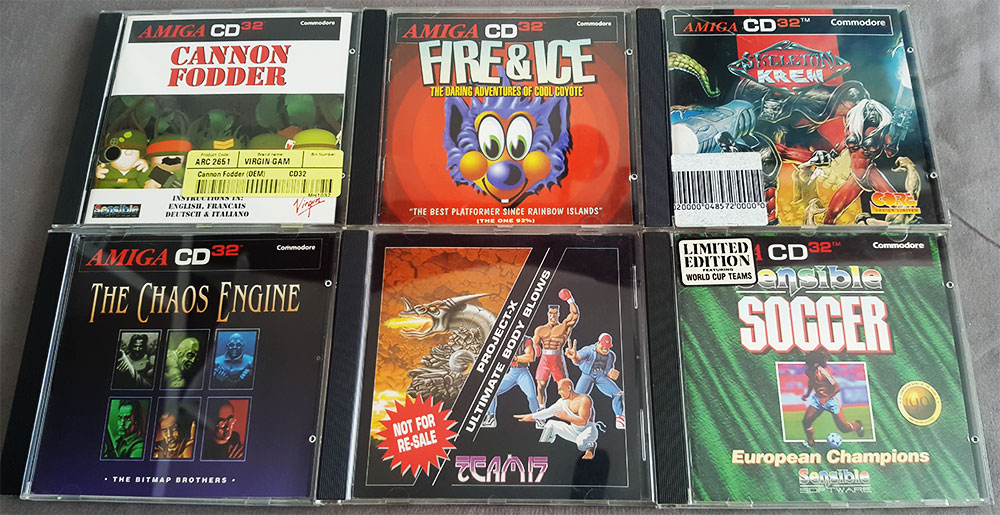 AMIGA CD32
Commodore
CANNON
FODDER
Product Code
Brand name
Bin Number
ARC 2651
VIRGIN GAM
Cannon Fodder (OEM)
CD32
INSTRUCTIONS IN:
ENGLISH, FRANCAIS
DEUTSCH & ITALIANO
Sensible
Virgin
AMIGA CD32
Commodore
FIRE & ICE
THE DARING ADVENTURES OF COOL COYOTE
"THE BEST PLATFORMER SINCE RAINBOW ISLANDS"
(THE ONE 92%)
AMIGA CD32™
Commodore
SKELETON
KREW
020000048572000000
CORE
DESIGN LIMITED
AMIGA CD32
Commodore
THE CHAOS ENGINE
• THE BITMAP BROTHERS •
PROJECT-X
ULTIMATE BODY BLOWS
NOT FOR
RE-SALE
TEAM17
LIMITED
EDITION
FEATURING
WORLD CUP TEAMS
A CD32™
Commodore
Sensible
SOCCER
European Champions
Sensible
SOFTWARE